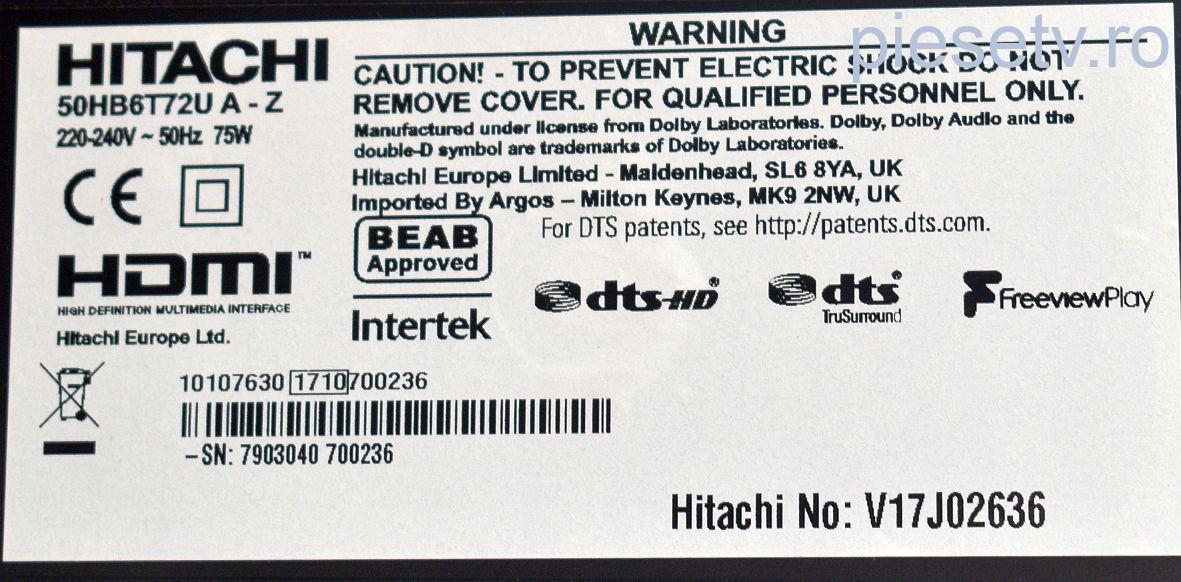 piesetv.ro
HITACHI
50HB6T72U A - Z
220-240V ~ 50Hz 75W
CE
HDMI™
HIGH DEFINITION MULTIMEDIA INTERFACE
Hitachi Europe Ltd.
WARNING
CAUTION! - TO PREVENT ELECTRIC SHOCK DO NOT
REMOVE COVER. FOR QUALIFIED PERSONNEL ONLY.
Manufactured under license from Dolby Laboratories. Dolby, Dolby Audio and the
double-D symbol are trademarks of Dolby Laboratories.
Hitachi Europe Limited - Maidenhead, SL6 8YA, UK
Imported By Argos – Milton Keynes, MK9 2NW, UK
For DTS patents, see http://patents.dts.com.
BEAB
Approved
Intertek
dts-HD®
dts®
TruSurround
FreeviewPlay
10107630 1710 700236
–SN: 7903040 700236
Hitachi No: V17J02636